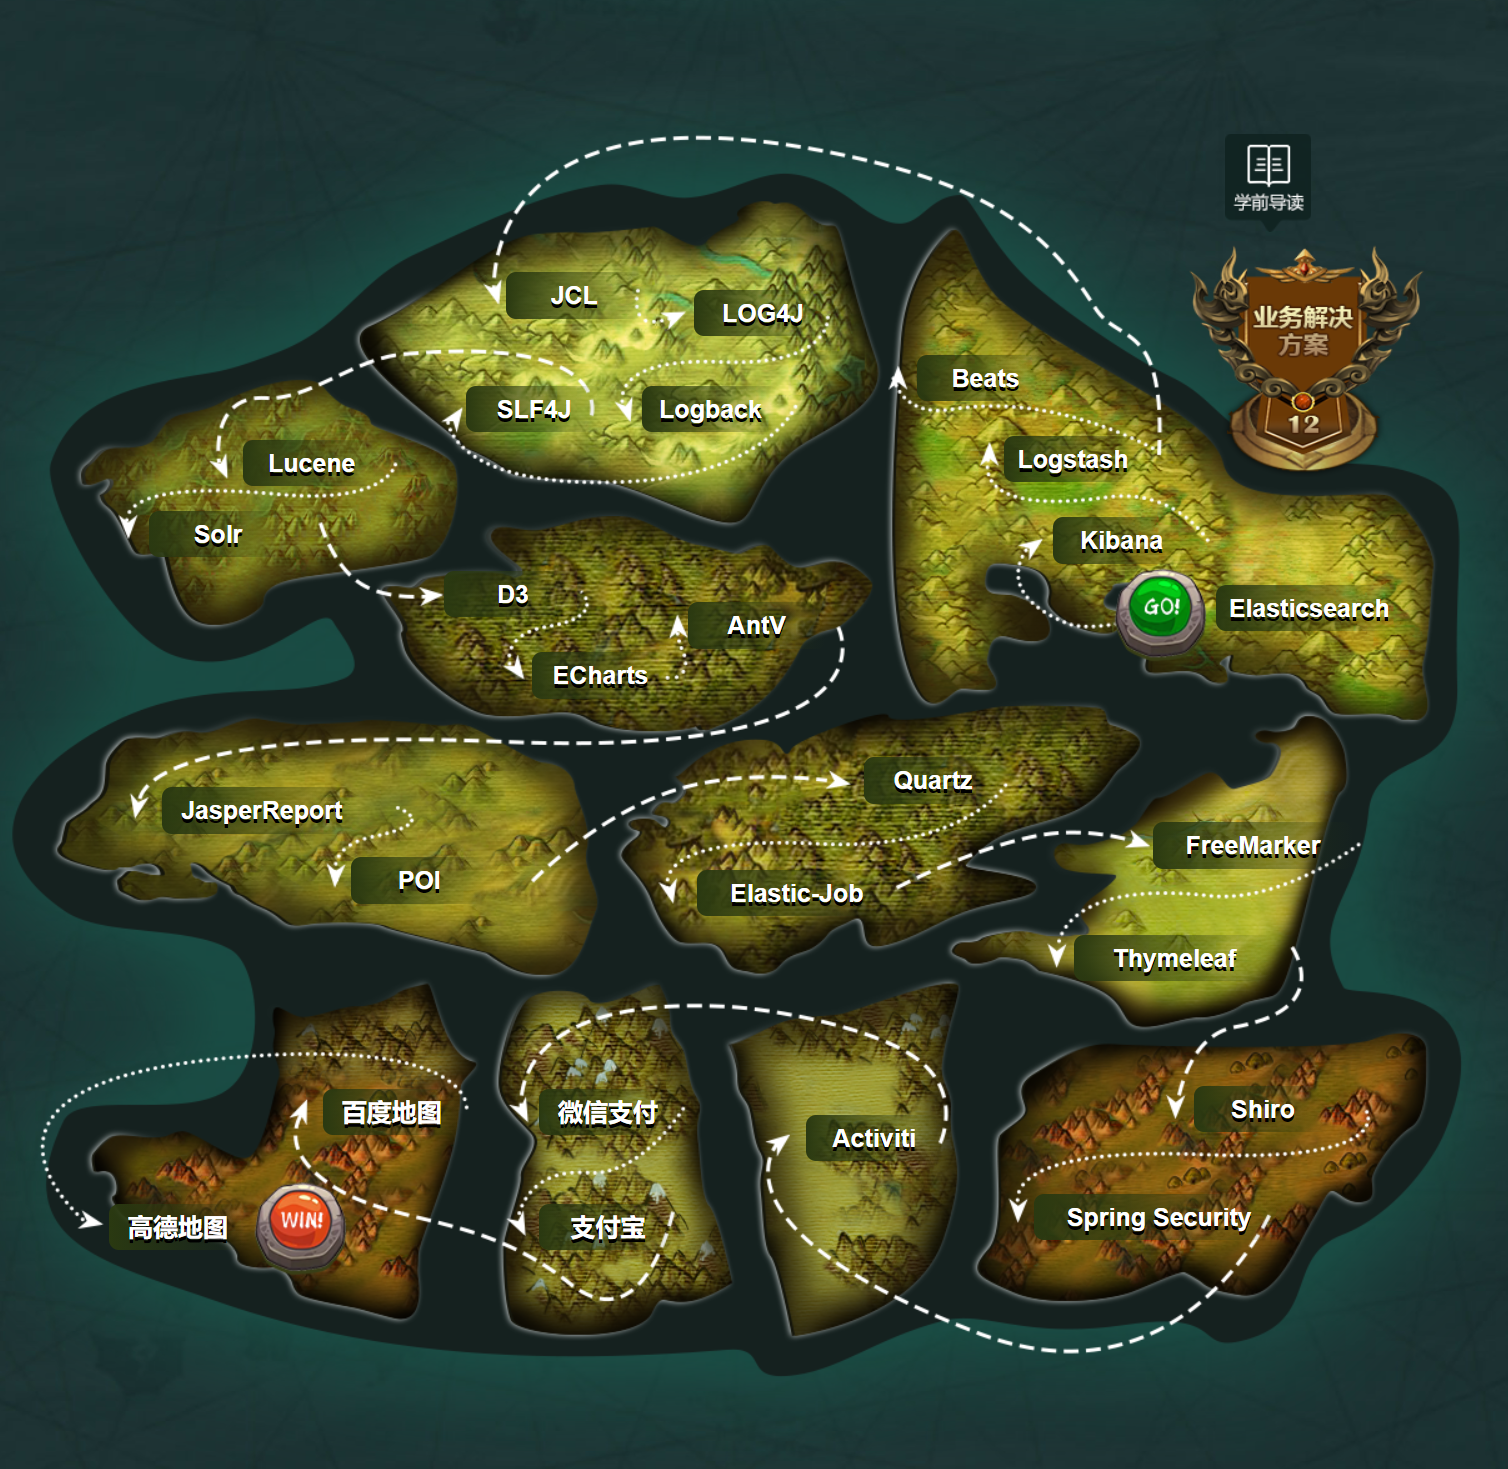 学前导读
业务解决
方案
12
JCL
LOG4J
SLF4J
Logback
Beats
Logstash
Kibana
GO!
Elasticsearch
Lucene
Solr
D3
AntV
ECharts
JasperReport
POI
Quartz
Elastic-Job
FreeMarker
Thymeleaf
Shiro
Spring Security
Activiti
微信支付
支付宝
百度地图
高德地图
WIN!